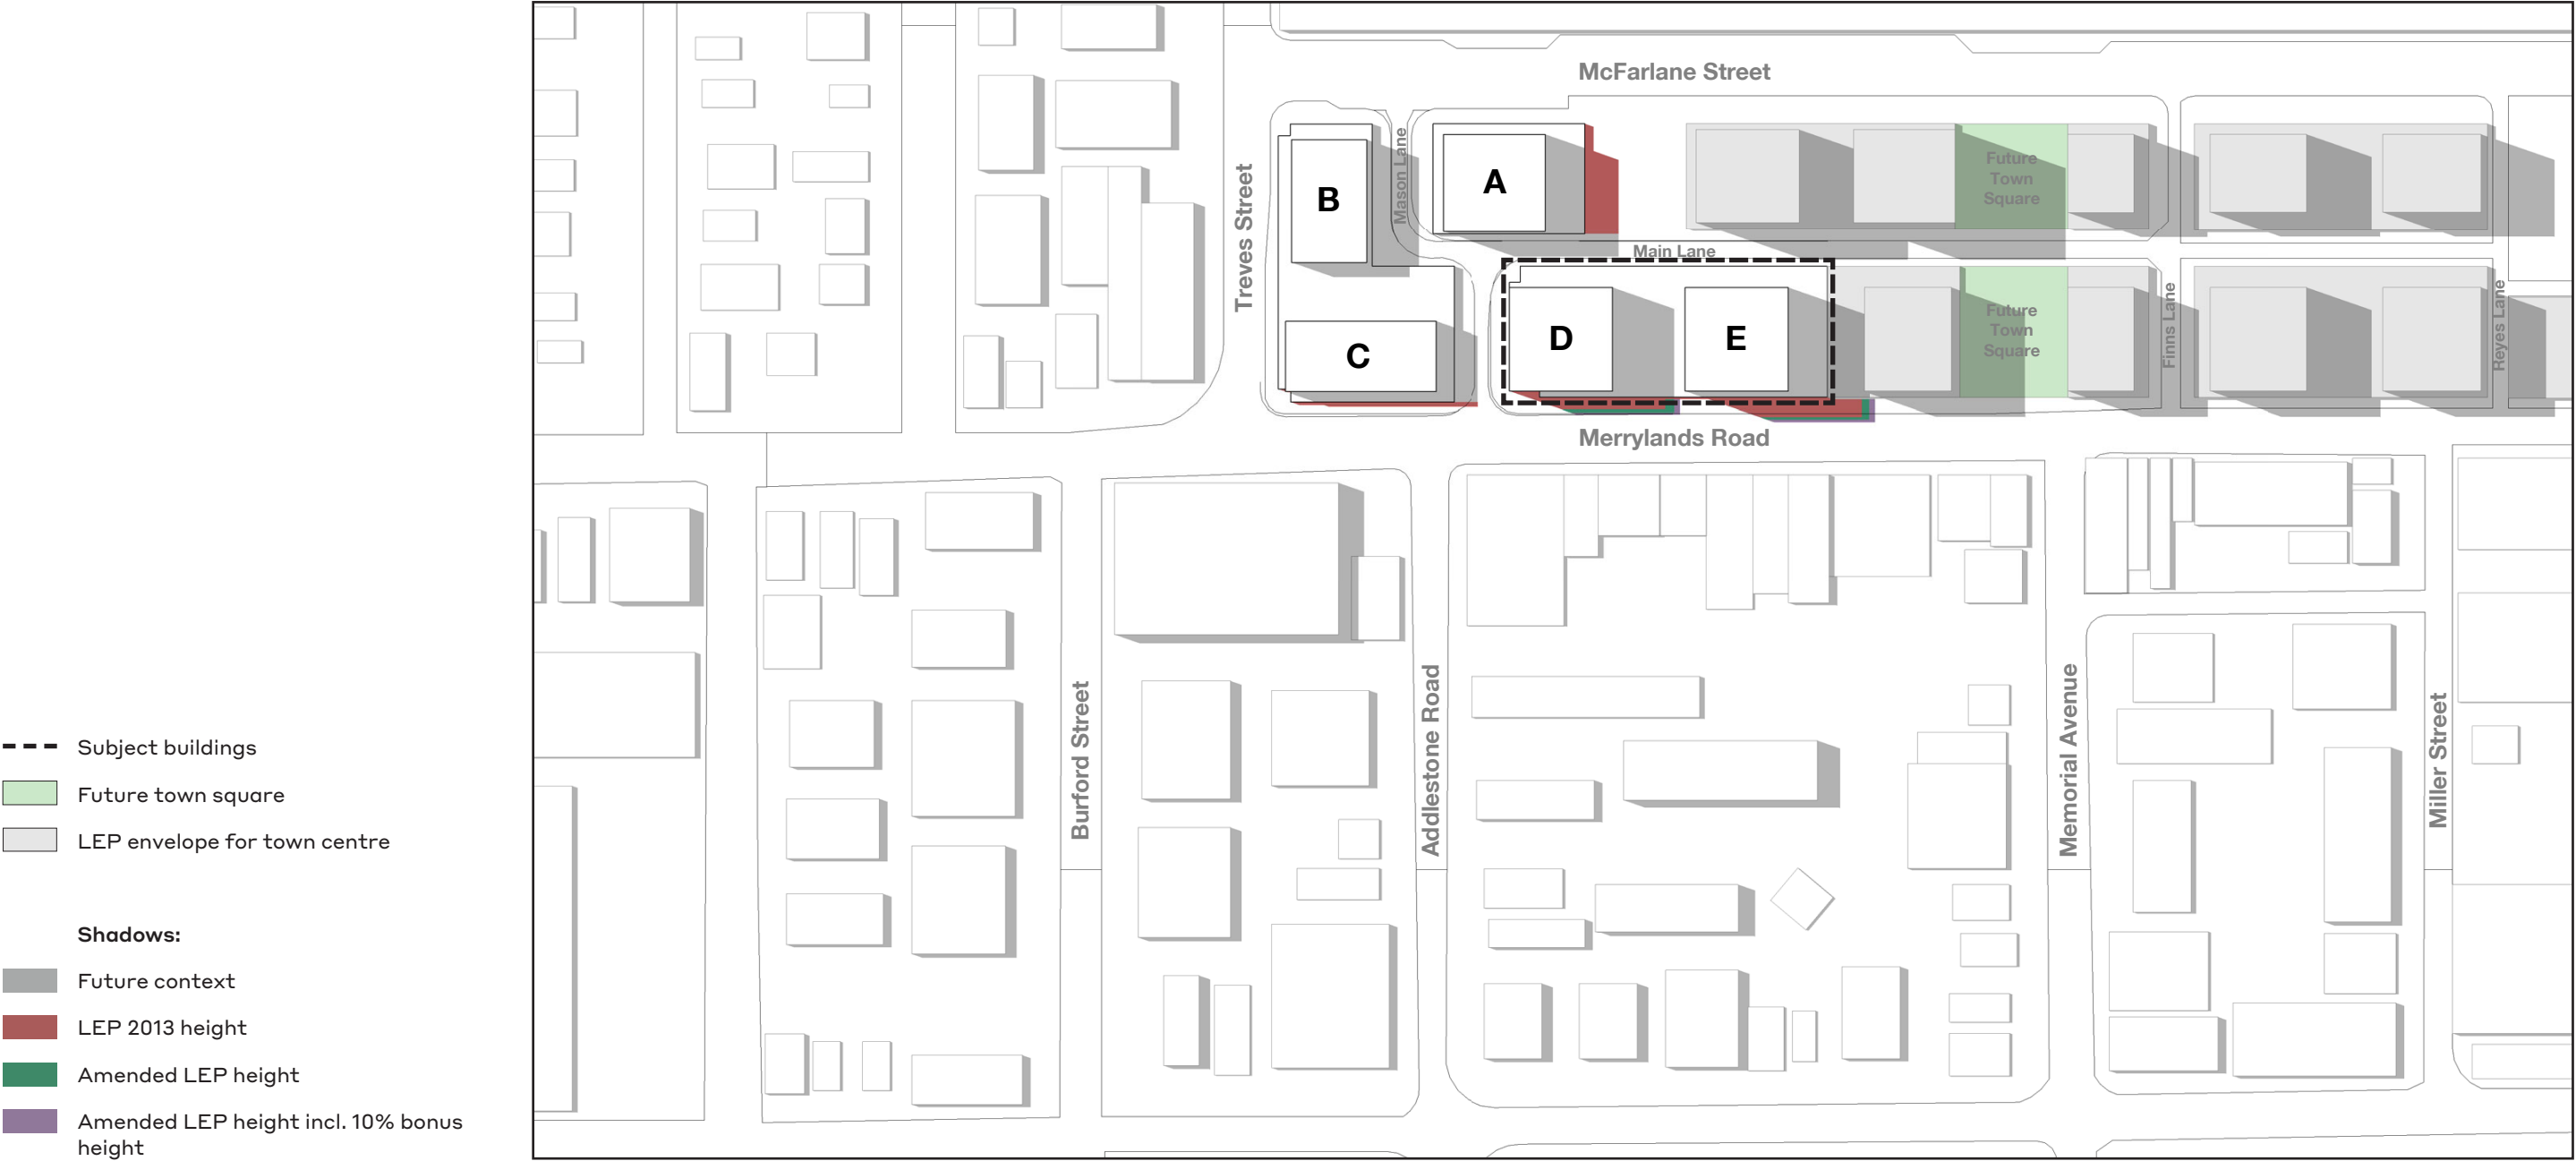 McFarlane Street
Treves Street
B
Mason Lane
A
Future
Town
Square
Main Lane
C
D
E
Future
Town
Square
Finns Lane
Reyes Lane
Merrylands Road
Burford Street
Addlestone Road
Memorial Avenue
Miller Street
Subject buildings
Future town square
LEP envelope for town centre
Shadows:
Future context
LEP 2013 height
Amended LEP height
Amended LEP height incl. 10% bonus
height